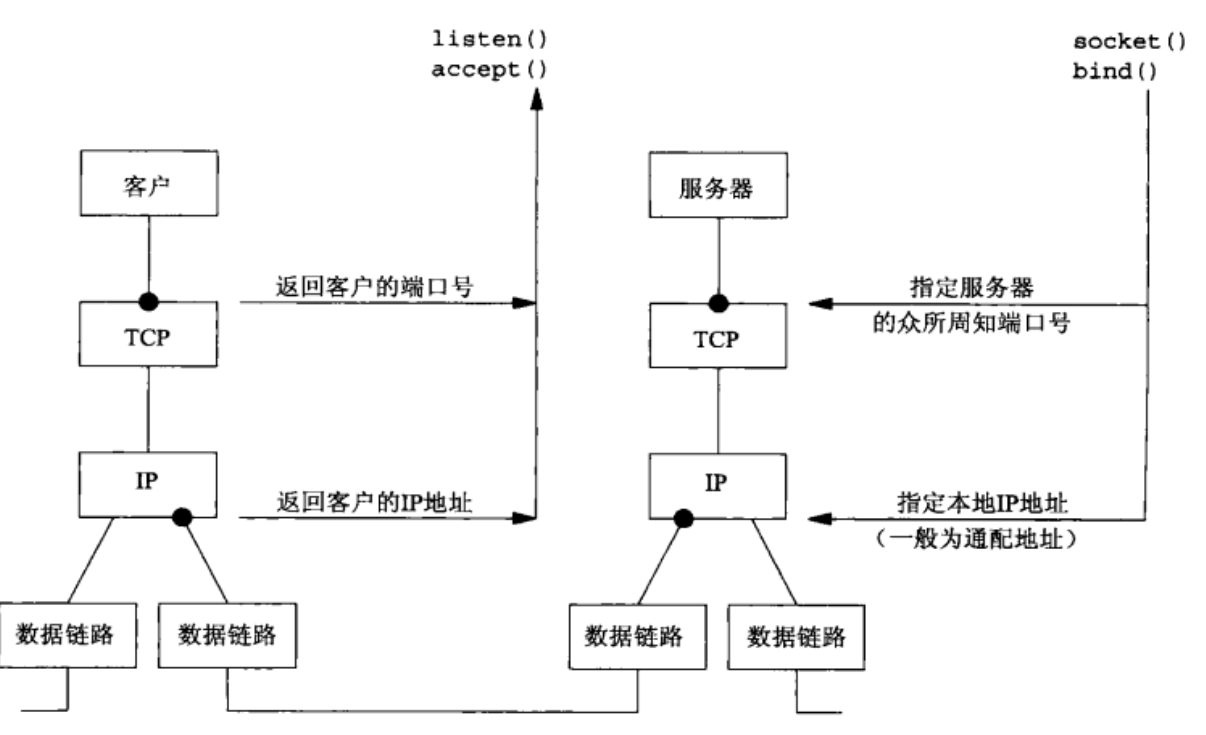 listen()
accept()
socket()
bind()
客户
服务器
返回客户的端口号
指定服务器
的众所周知端口号
TCP
TCP
IP
IP
返回客户的IP地址
指定本地IP地址
（一般为通配地址）
数据链路
数据链路
数据链路
数据链路